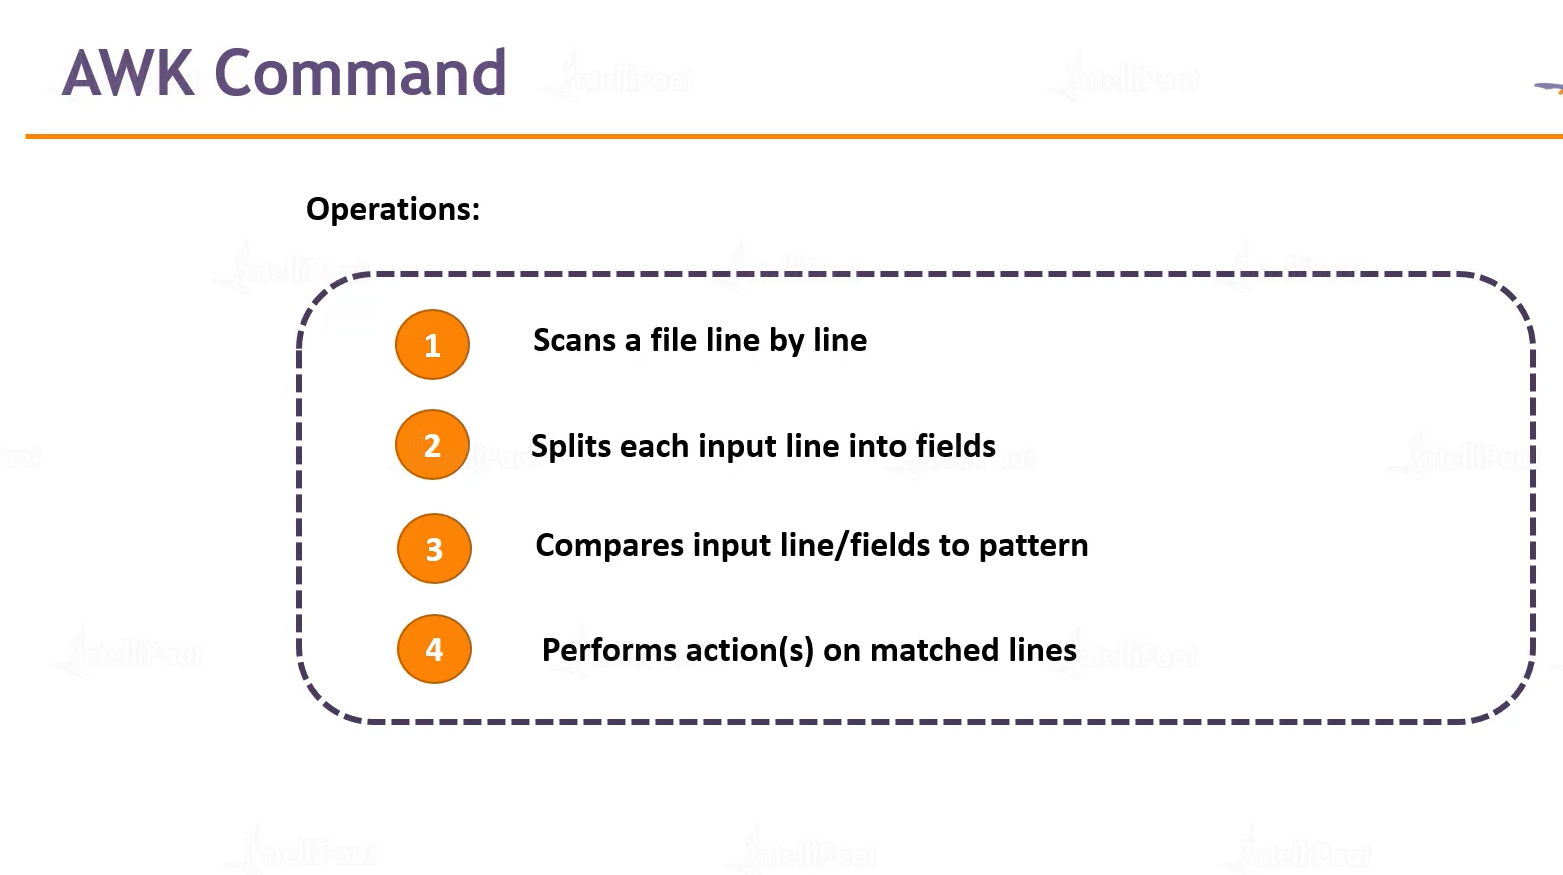 AWK Command
Operations:
1 Scans a file line by line
2 Splits each input line into fields
3 Compares input line/fields to pattern
4 Performs action(s) on matched lines